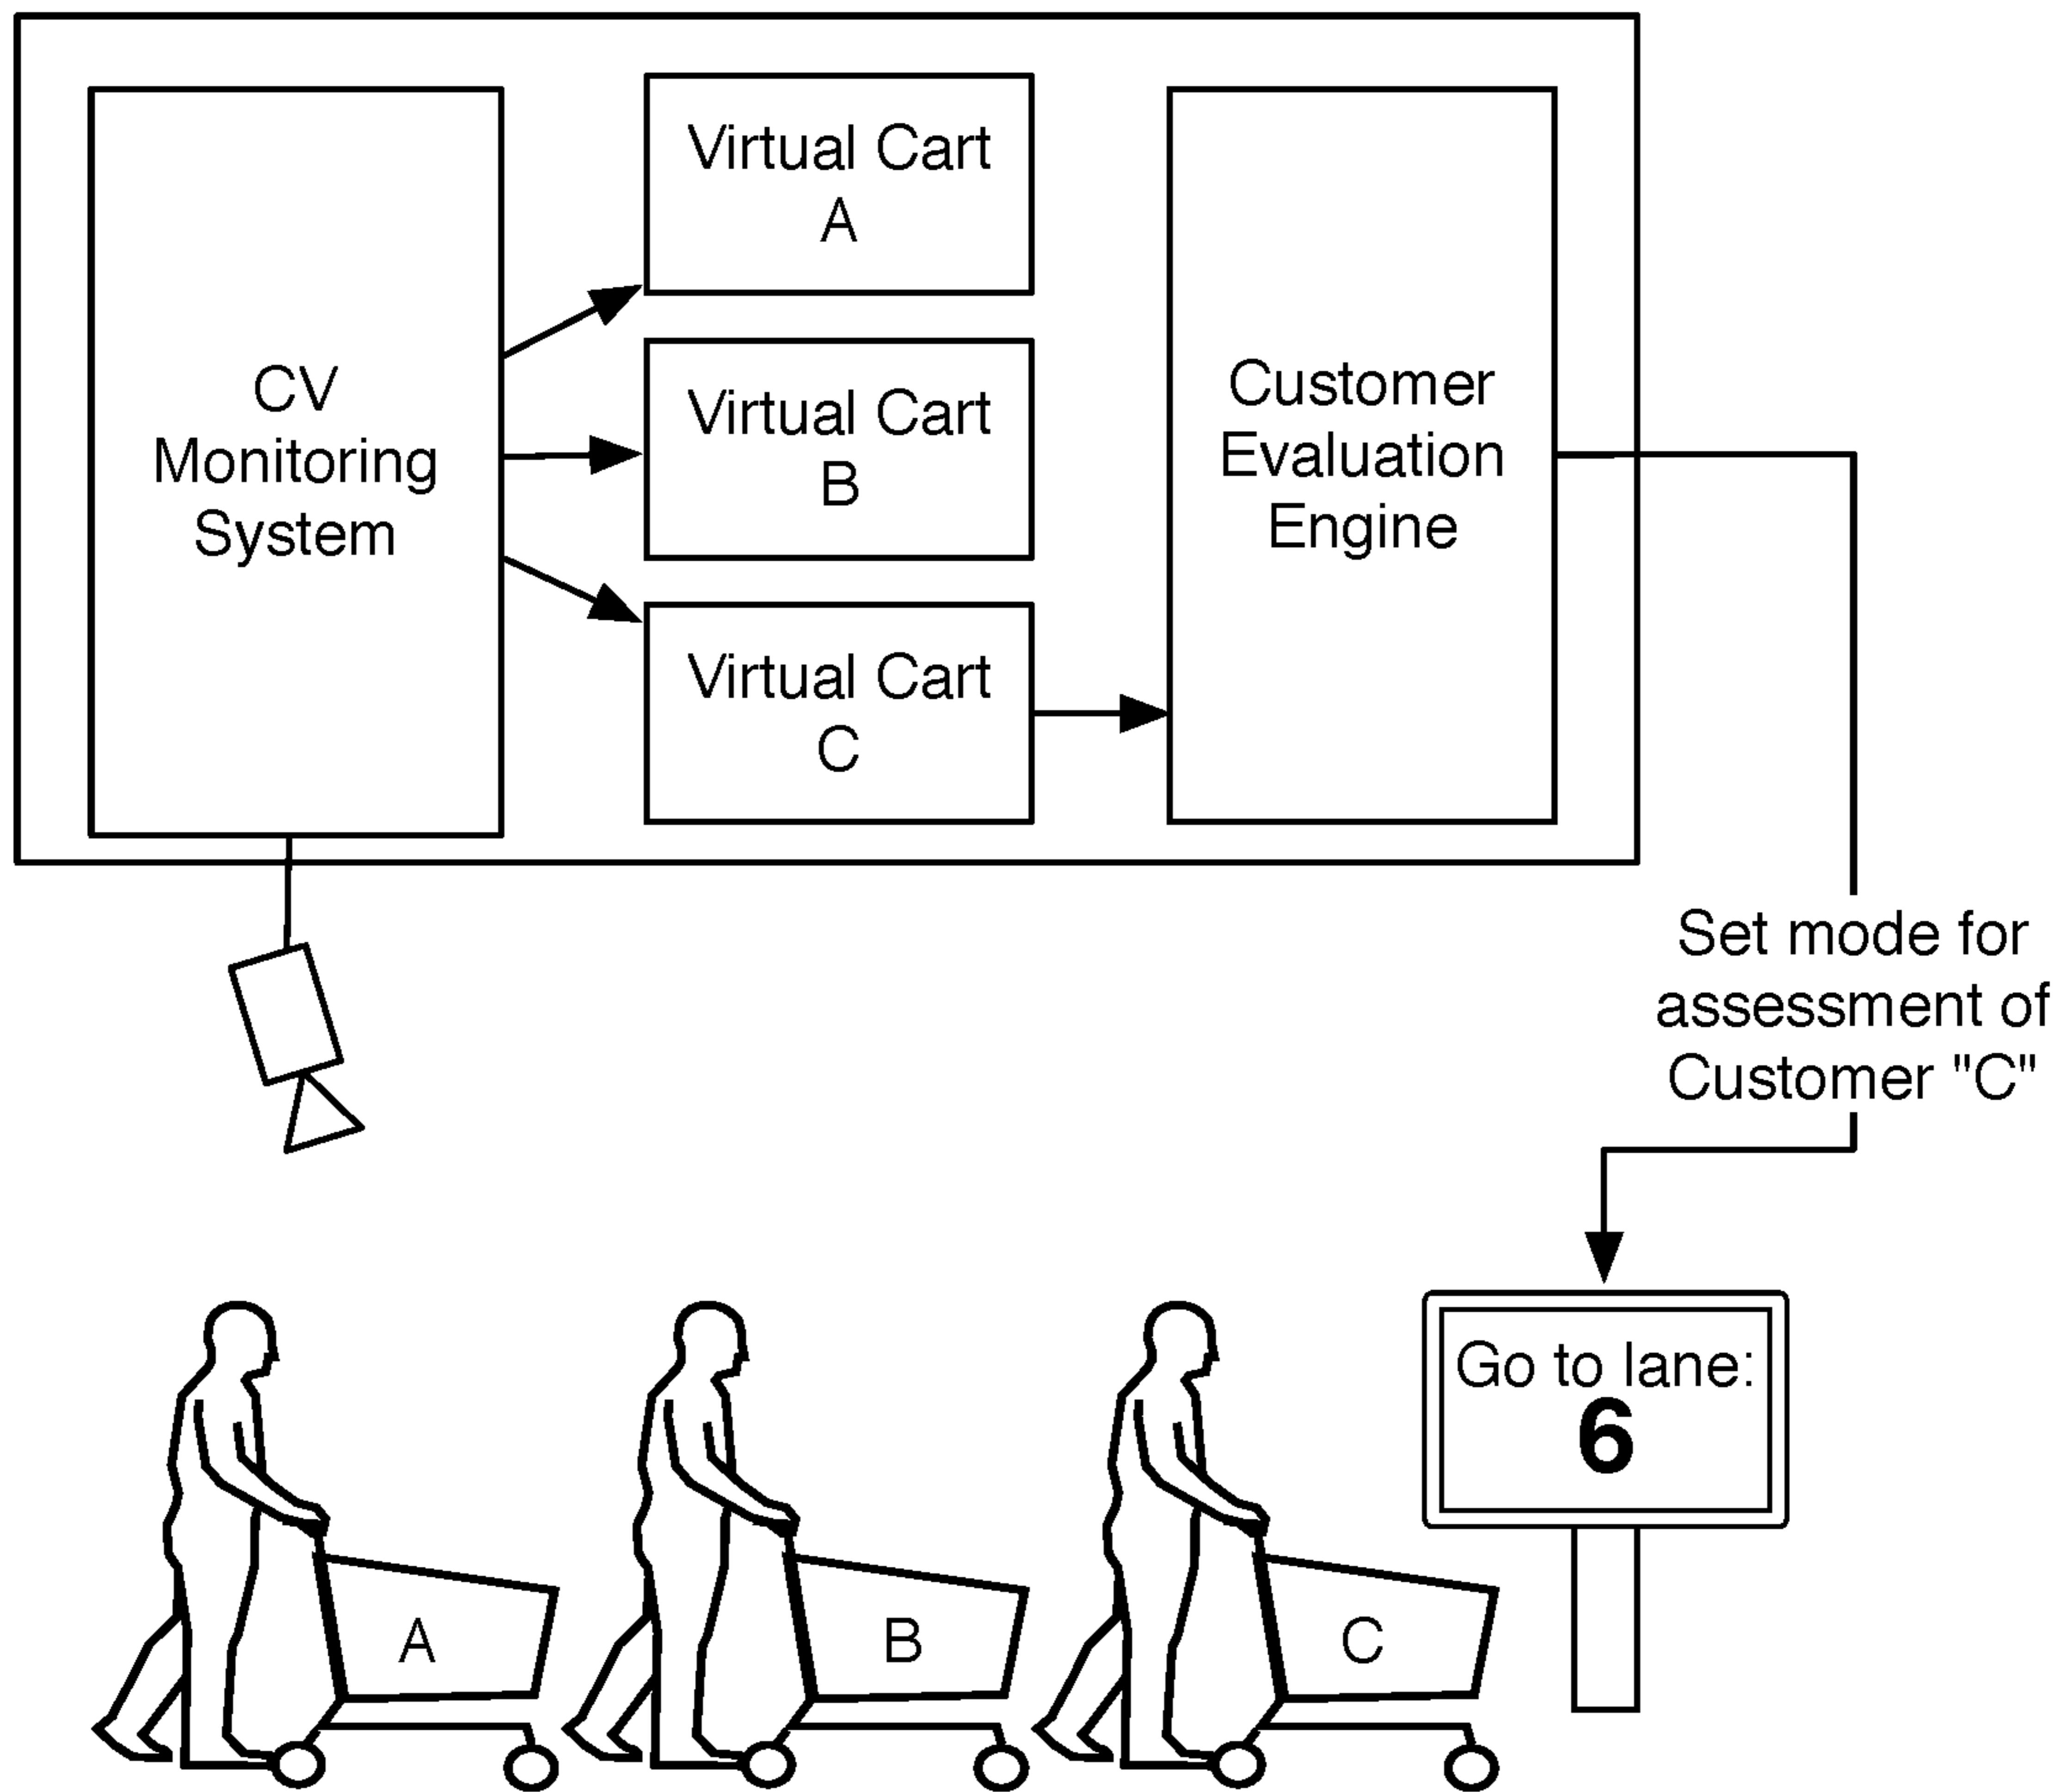 Virtual Cart
A
CV
Monitoring
System
Virtual Cart
B
Customer
Evaluation
Engine
Virtual Cart
C
Set mode for
assessment of
Customer "C"
Go to lane:
6
A
B
C